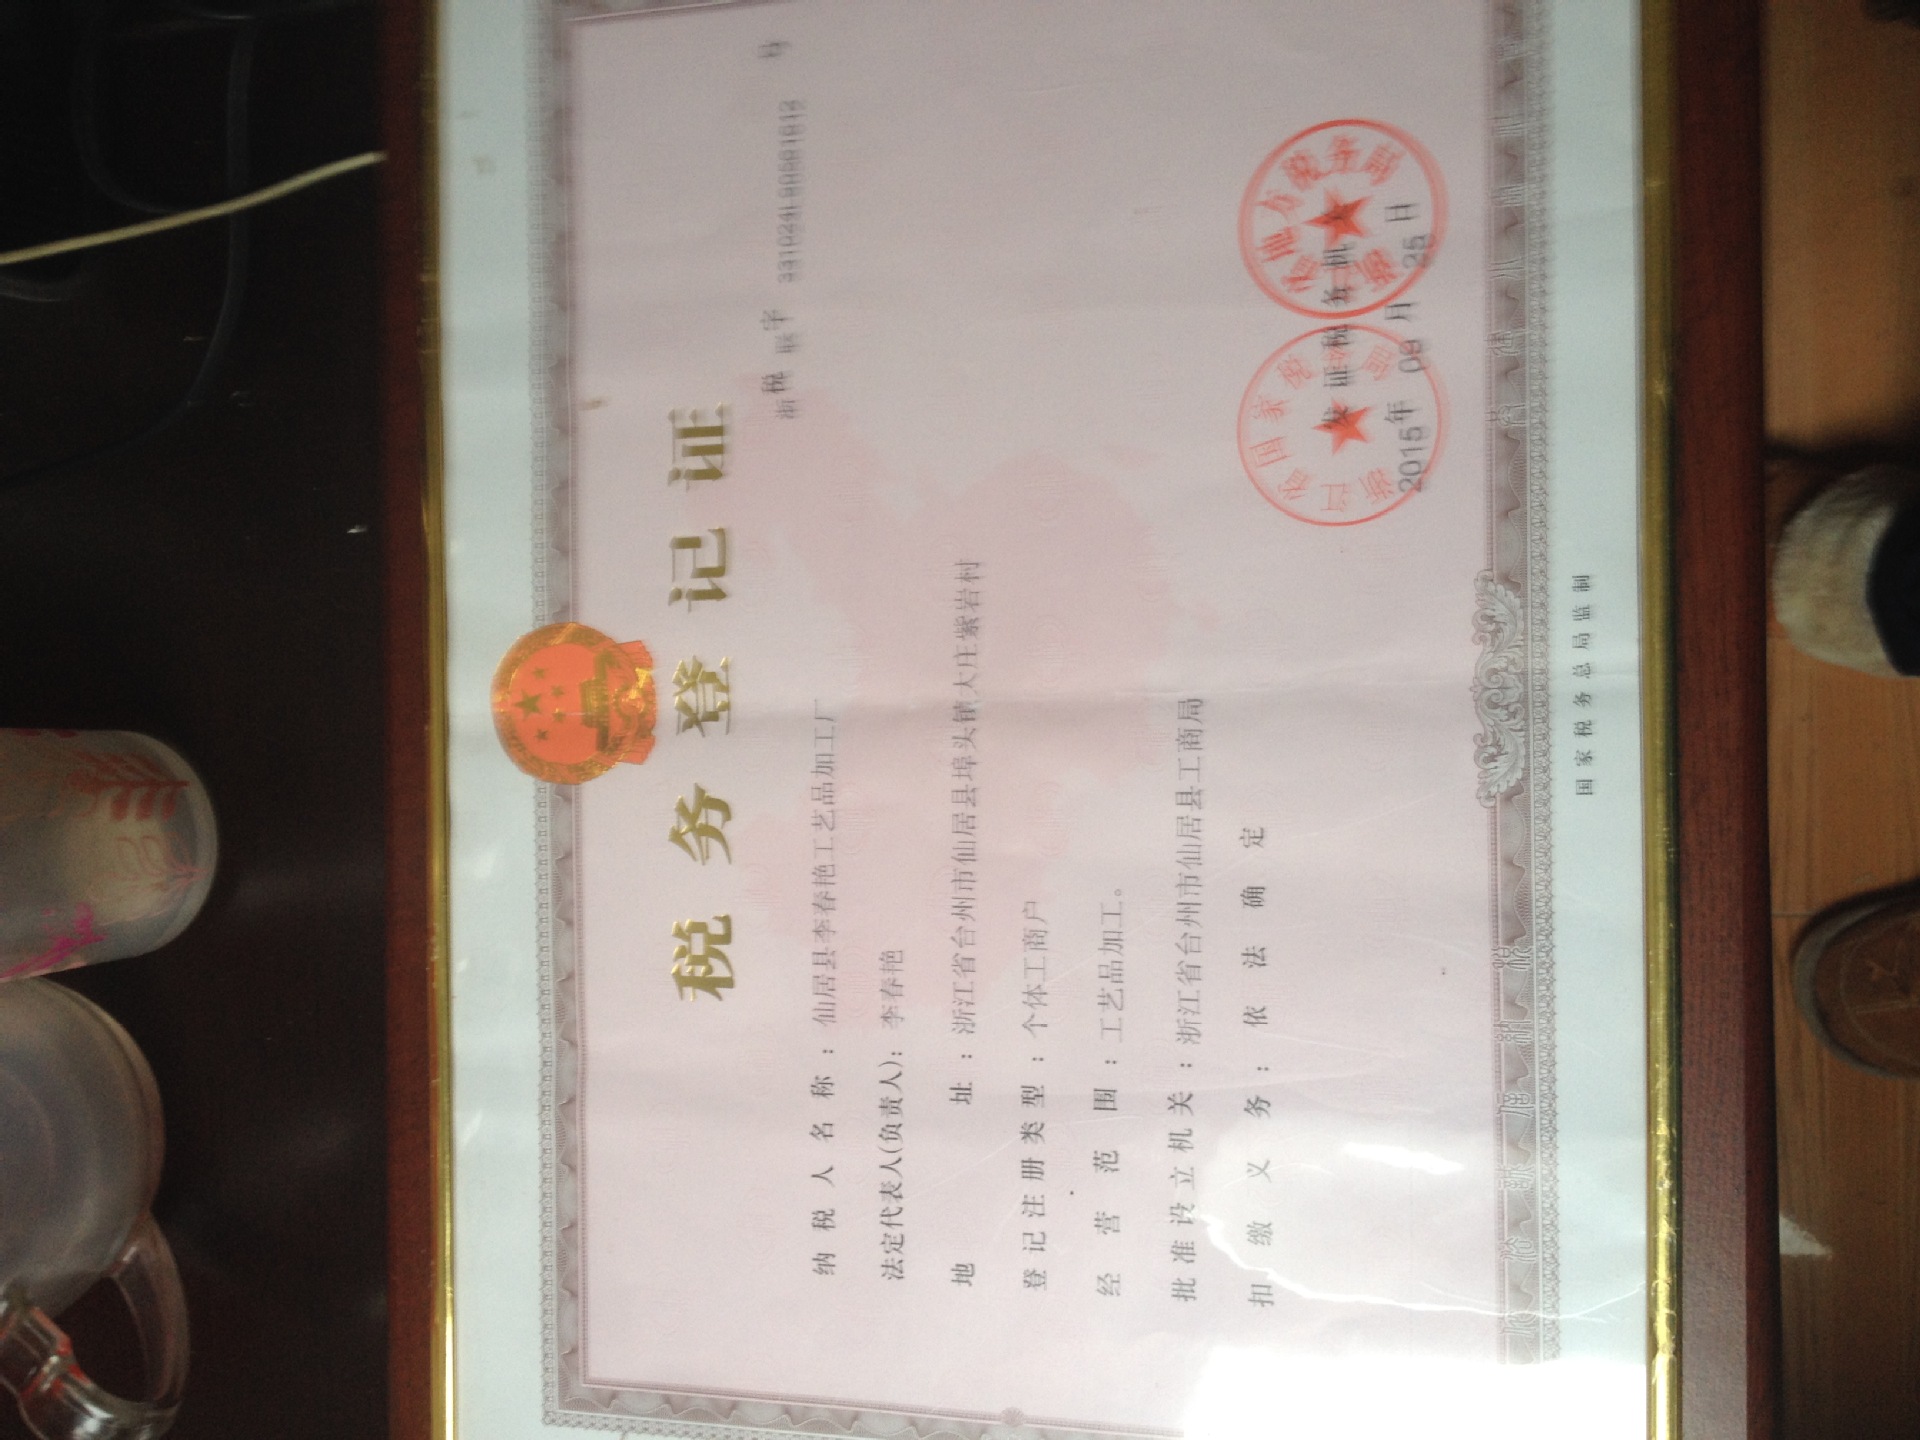 税务登记证
浙税联字 号
纳税人名称：仙居县李春艳工艺品加工厂
法定代表人(负责人)：李春艳
地址：浙江省台州市仙居县埠头镇大庄紫岩村
登记注册类型：个体工商户
经营范围：工艺品加工。
批准设立机关：浙江省台州市仙居县工商局
扣缴义务：依法确定
发证税务机
2015年 09月 25日
国家税务总局监制